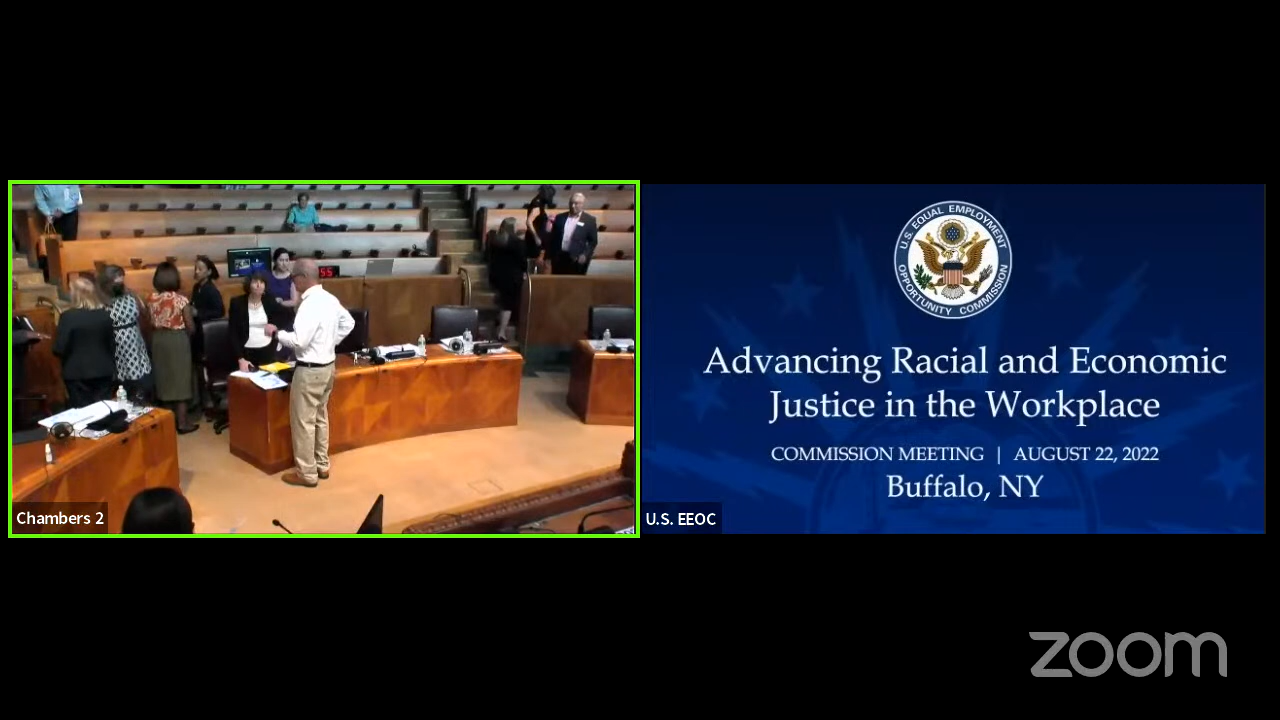 55
Chambers 2
U.S. EQUAL EMPLOYMENT
OPPORTUNITY COMMISSION
Advancing Racial and Economic
Justice in the Workplace
COMMISSION MEETING | AUGUST 22, 2022
Buffalo, NY
U.S. EEOC
zoom